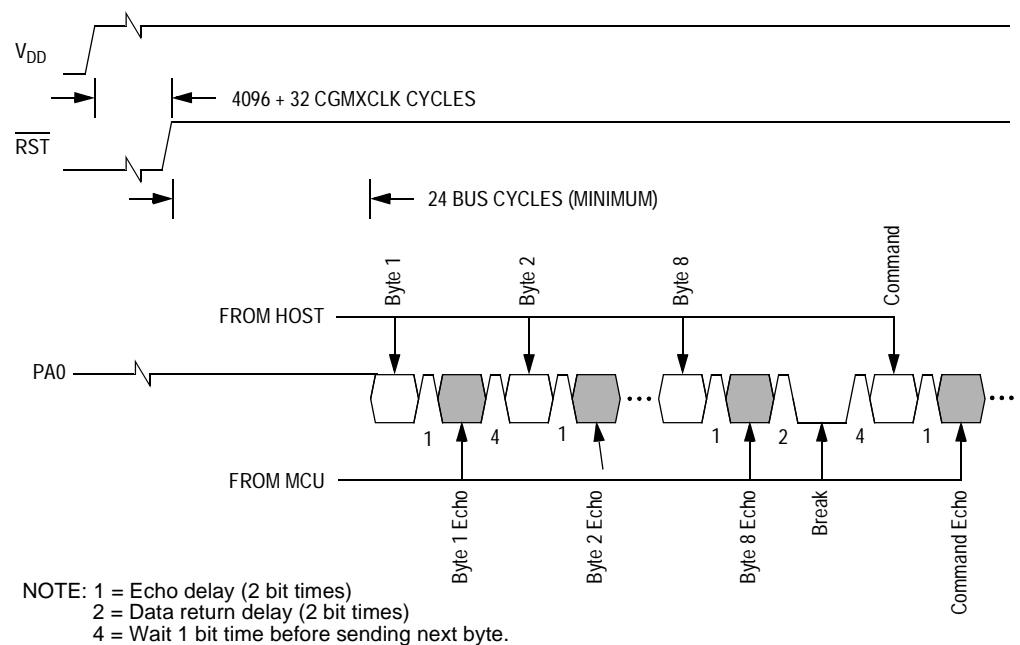 VDD
4096 + 32 CGMXCLK CYCLES
RST
24 BUS CYCLES (MINIMUM)
Byte 1
Byte 2
Byte 8
Command
FROM HOST
PA0
1
4
1
1
2
4
1
FROM MCU
Byte 1 Echo
Byte 2 Echo
Byte 8 Echo
Break
Command Echo
NOTE: 1 = Echo delay (2 bit times)
2 = Data return delay (2 bit times)
4 = Wait 1 bit time before sending next byte.